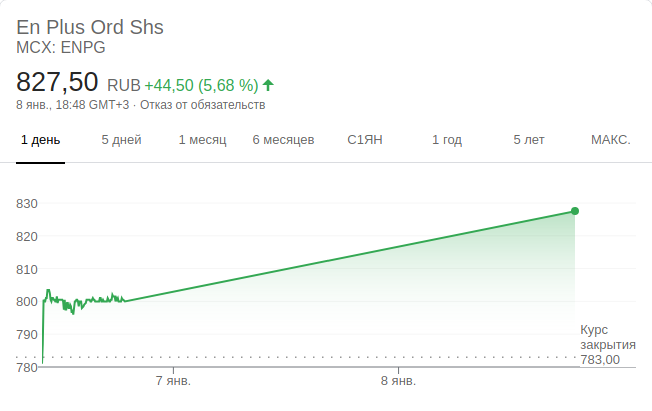 En Plus Ord Shs
MCX: ENPG
827,50 RUB +44,50 (5,68 %)
8 янв., 18:48 GMT+3 · Отказ от обязательств
1 день 5 дней 1 месяц 6 месяцев С1ЯН 1 год 5 лет МАКС.
830
820
810
800
790
780
Курс
закрытия
783,00
7 янв. 8 янв.